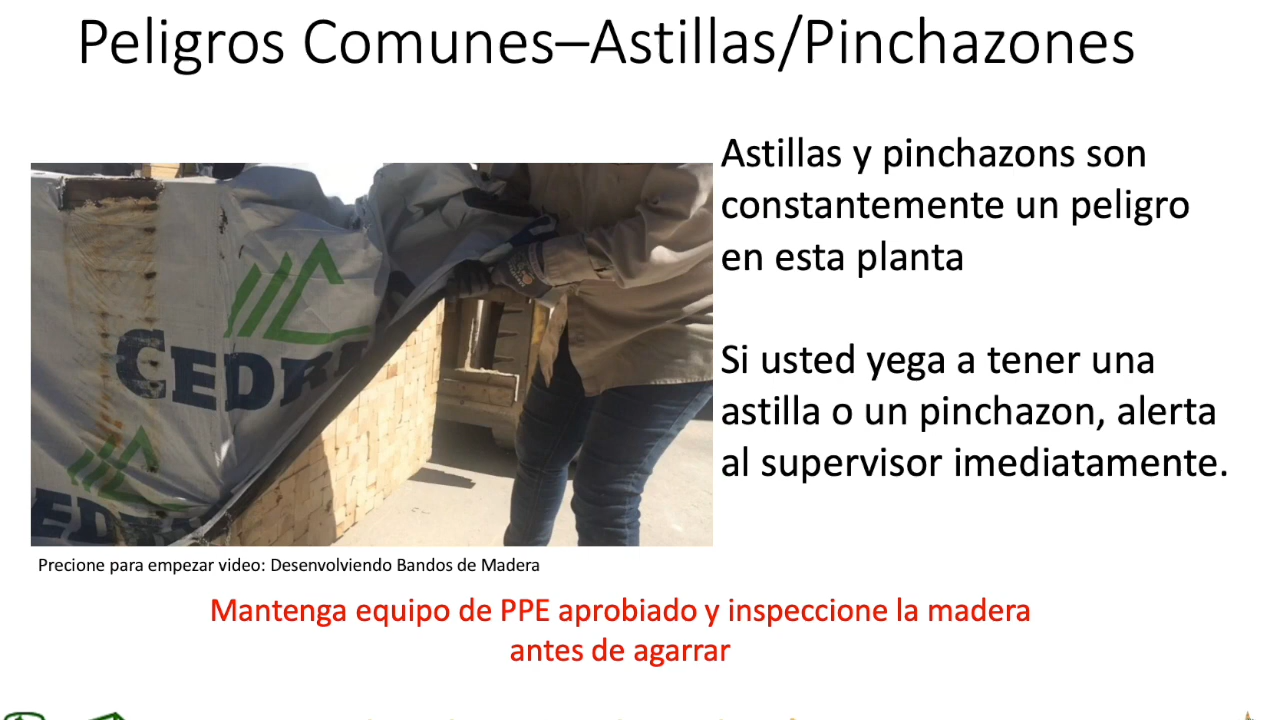 Peligros Comunes–Astillas/Pinchazones
Astillas y pinchazons son
constantemente un peligro
en esta planta
Si usted yega a tener una
astilla o un pinchazon, alerta
al supervisor imediatamente.
CEDR
EDRA
Precione para empezar video: Desenvolviendo Bandos de Madera
Mantenga equipo de PPE aprobiado y inspeccione la madera
antes de agarrar